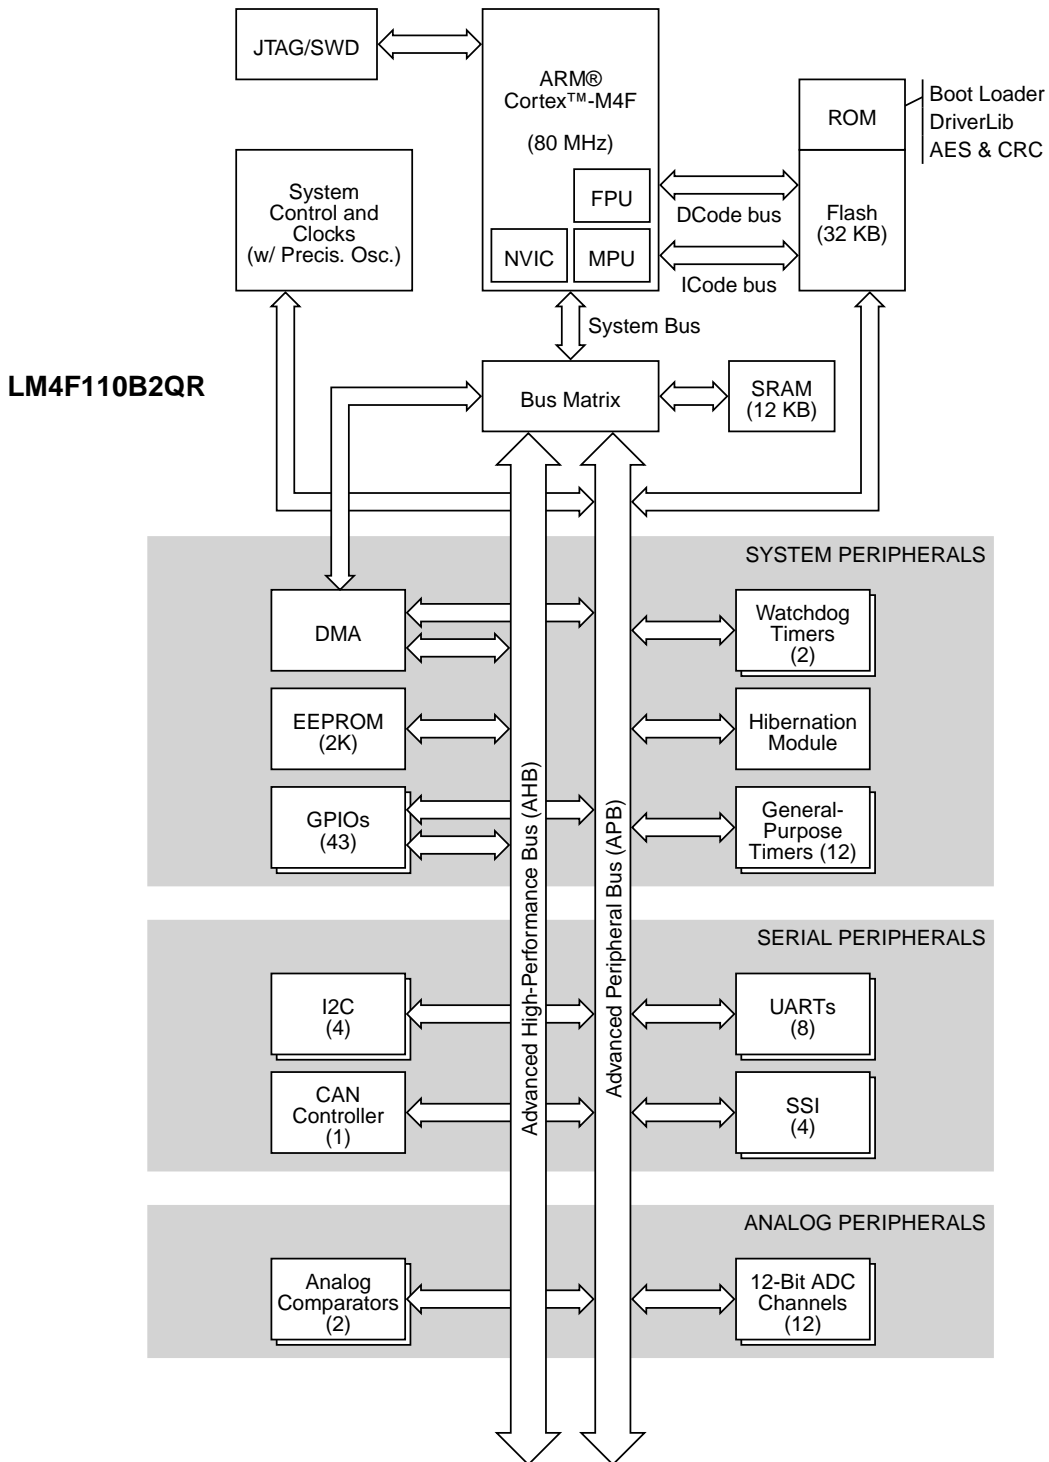 JTAG/SWD
ARM®
Cortex™-M4F
(80 MHz)
ROM
Boot Loader
DriverLib
AES & CRC
System
Control and
Clocks
(w/ Precis. Osc.)
FPU
NVIC
MPU
DCode bus
ICode bus
Flash
(32 KB)
System Bus
LM4F110B2QR
Bus Matrix
SRAM
(12 KB)
SYSTEM PERIPHERALS
DMA
Watchdog
Timers
(2)
EEPROM
(2K)
Hibernation
Module
GPIOs
(43)
General-
Purpose
Timers (12)
Advanced High-Performance Bus (AHB)
Advanced Peripheral Bus (APB)
SERIAL PERIPHERALS
I2C
(4)
UARTs
(8)
CAN
Controller
(1)
SSI
(4)
ANALOG PERIPHERALS
Analog
Comparators
(2)
12-Bit ADC
Channels
(12)